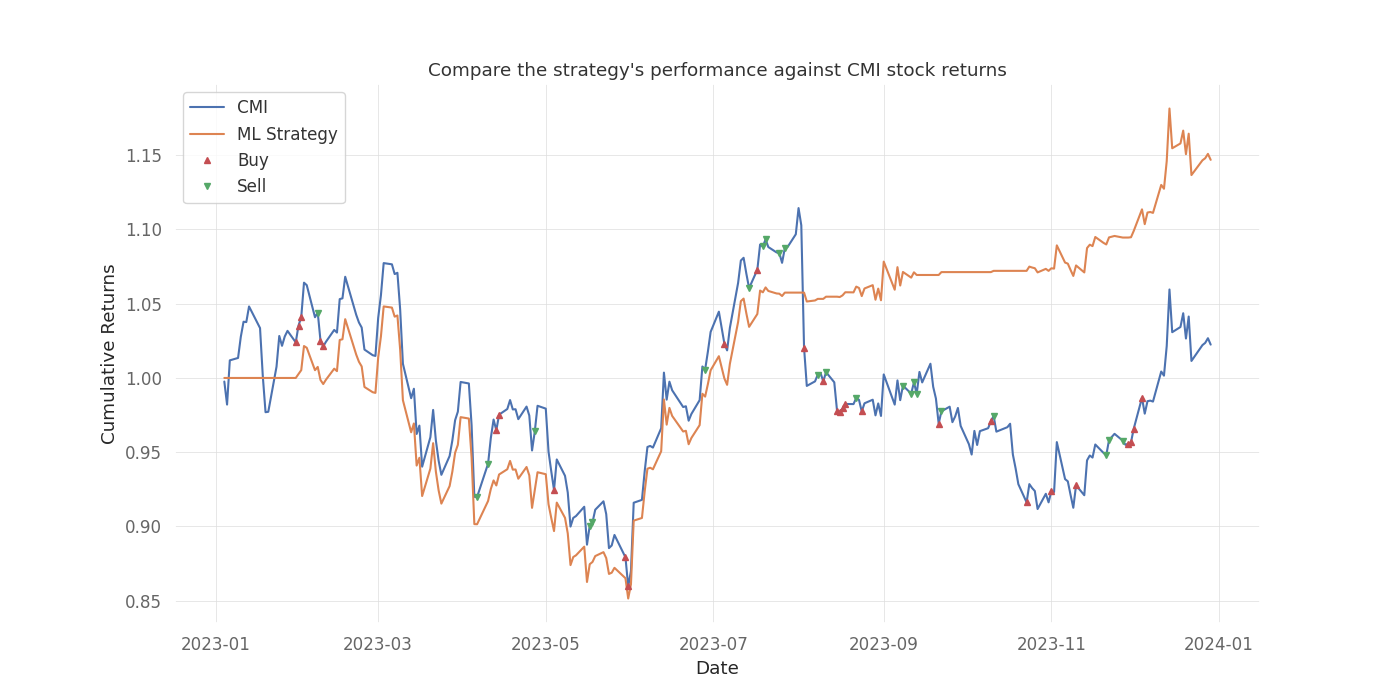 Compare the strategy's performance against CMI stock returns
CMI
ML Strategy
Buy
Sell
Cumulative Returns
1.15
1.10
1.05
1.00
0.95
0.90
0.85
2023-01 2023-03 2023-05 2023-07 2023-09 2023-11 2024-01
Date